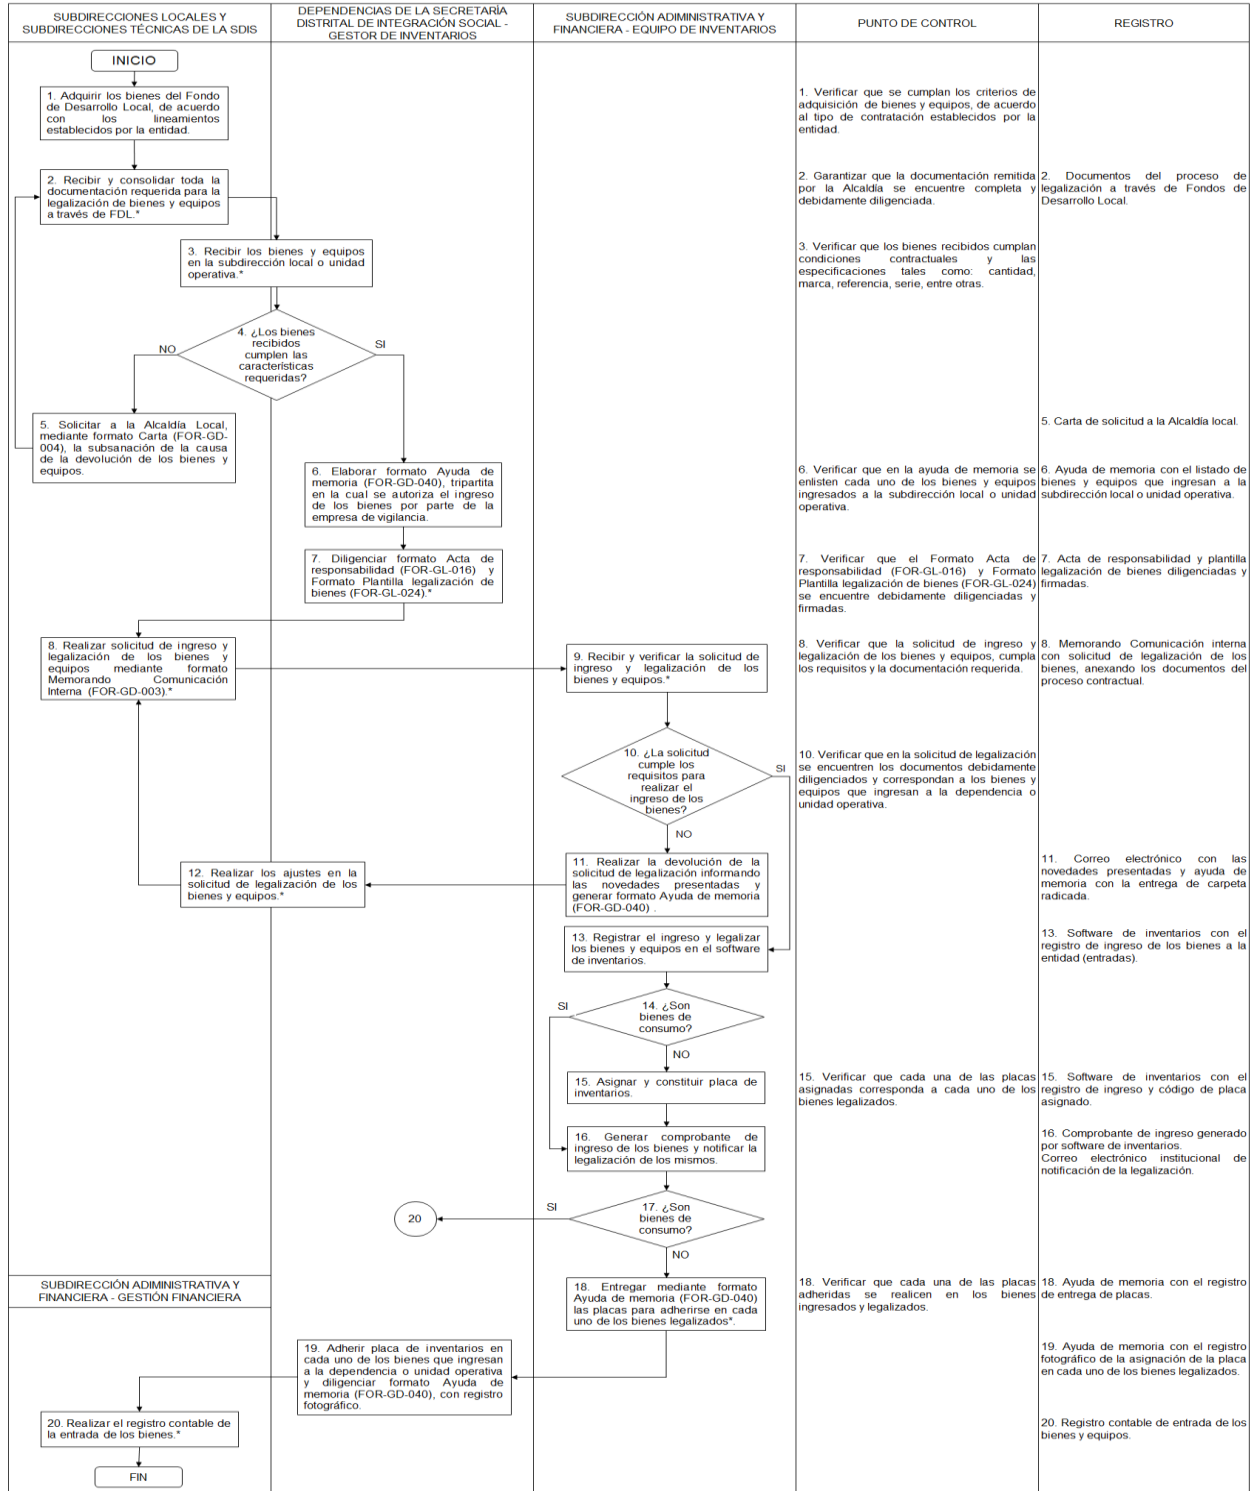 SUBDIRECCIONES LOCALES Y
SUBDIRECCIONES TÉCNICAS DE LA SDIS
DEPENDENCIAS DE LA SECRETARÌA
DISTRITAL DE INTEGRACIÓN SOCIAL -
GESTOR DE INVENTARIOS
SUBDIRECCIÓN ADIMINISTRATIVA Y
FINANCIERA - EQUIPO DE INVENTARIOS
PUNTO DE CONTROL
REGISTRO
INICIO
1. Adquirir los bienes del Fondo
de Desarrollo Local, de acuerdo
con los lineamientos
establecidos por la entidad.
1. Verificar que se cumplan los criterios de
adquisición de bienes y equipos, de acuerdo
al tipo de contratación establecidos por la
entidad.
2. Recibir y consolidar toda la
documentación requerida para la
legalización de bienes y equipos
a través de FDL.*
2. Garantizar que la documentación remitida
por la Alcaldía se encuentre completa y
debidamente diligenciada.
2. Documentos del proceso de
legalización a través de Fondos de
Desarrollo Local.
3. Recibir los bienes y equipos
en la subdirección local o unidad
operativa.*
3. Verificar que los bienes recibidos cumplan
condiciones contractuales y las
especificaciones tales como: cantidad,
marca, referencia, serie, entre otras.
4. ¿Los bienes
recibidos
cumplen las
características
requeridas?
NO
SI
5. Solicitar a la Alcaldía Local,
mediante formato Carta (FOR-GD-
004), la subsanación de la causa
de la devolución de los bienes y
equipos.
5. Carta de solicitud a la Alcaldía local.
6. Elaborar formato Ayuda de
memoria (FOR-GD-040), tripartita
en la cual se autoriza el ingreso
de los bienes por parte de la
empresa de vigilancia.
6. Verificar que en la ayuda de memoria se
enlisten cada uno de los bienes y equipos
ingresados a la subdirección local o unidad
operativa.
6. Ayuda de memoria con el listado de
bienes y equipos que ingresan a la
subdirección local o unidad operativa.
7. Diligenciar formato Acta de
responsabilidad (FOR-GL-016) y
Formato Plantilla legalización de
bienes (FOR-GL-024).*
7. Verificar que el Formato Acta de
responsabilidad (FOR-GL-016) y Formato
Plantilla legalización de bienes (FOR-GL-024)
se encuentre debidamente diligenciadas y
firmadas.
7. Acta de responsabilidad y plantilla
legalización de bienes diligenciadas y
firmadas.
8. Realizar solicitud de ingreso y
legalización de los bienes y
equipos mediante formato
Memorando Comunicación
Interna (FOR-GD-003).*
9. Recibir y verificar la solicitud de
ingreso y legalización de los
bienes y equipos.*
8. Verificar que la solicitud de ingreso y
legalización de los bienes y equipos, cumpla
los requisitos y la documentación requerida.
8. Memorando Comunicación interna
con solicitud de legalización de los
bienes, anexando los documentos del
proceso contractual.
10. ¿La solicitud
cumple los
requisitos para
realizar el
ingreso de los
bienes?
SI
NO
10. Verificar que en la solicitud de legalización
se encuentren los documentos debidamente
diligenciados y correspondan a los bienes y
equipos que ingresan a la dependencia o
unidad operativa.
12. Realizar los ajustes en la
solicitud de legalización de los
bienes y equipos.*
11. Realizar la devolución de la
solicitud de legalización informando
las novedades presentadas y
generar formato Ayuda de memoria
(FOR-GD-040) .
11. Correo electrónico con las
novedades presentadas y ayuda de
memoria con la entrega de carpeta
radicada.
13. Registrar el ingreso y legalizar
los bienes y equipos en el software
de inventarios.
13. Software de inventarios con el
registro de ingreso de los bienes a la
entidad (entradas).
SI
14. ¿Son
bienes de
consumo?
NO
15. Asignar y constituir placa de
inventarios.
15. Verificar que cada una de las placas
asignadas corresponda a cada uno de los
bienes legalizados.
15. Software de inventarios con el
registro de ingreso y código de placa
asignado.
16. Generar comprobante de
ingreso de los bienes y notificar la
legalización de los mismos.
16. Comprobante de ingreso generado
por software de inventarios.
Correo electrónico institucional de
notificación de la legalización.
20
SI
17. ¿Son
bienes de
consumo?
NO
SUBDIRECCIÓN ADIMINISTRATIVA Y
FINANCIERA - GESTIÓN FINANCIERA
18. Entregar mediante formato
Ayuda de memoria (FOR-GD-040)
las placas para adherirse en cada
uno de los bienes legalizados*.
18. Verificar que cada una de las placas
adheridas se realicen en los bienes
ingresados y legalizados.
18. Ayuda de memoria con el registro
de entrega de placas.
19. Adherir placa de inventarios en
cada uno de los bienes que ingresan
a la dependencia o unidad operativa
y diligenciar formato Ayuda de
memoria (FOR-GD-040), con registro
fotográfico.
19. Ayuda de memoria con el registro
fotográfico de la asignación de la placa
en cada uno de los bienes legalizados.
20. Realizar el registro contable de
la entrada de los bienes.*
20. Registro contable de entrada de los
bienes y equipos.
FIN